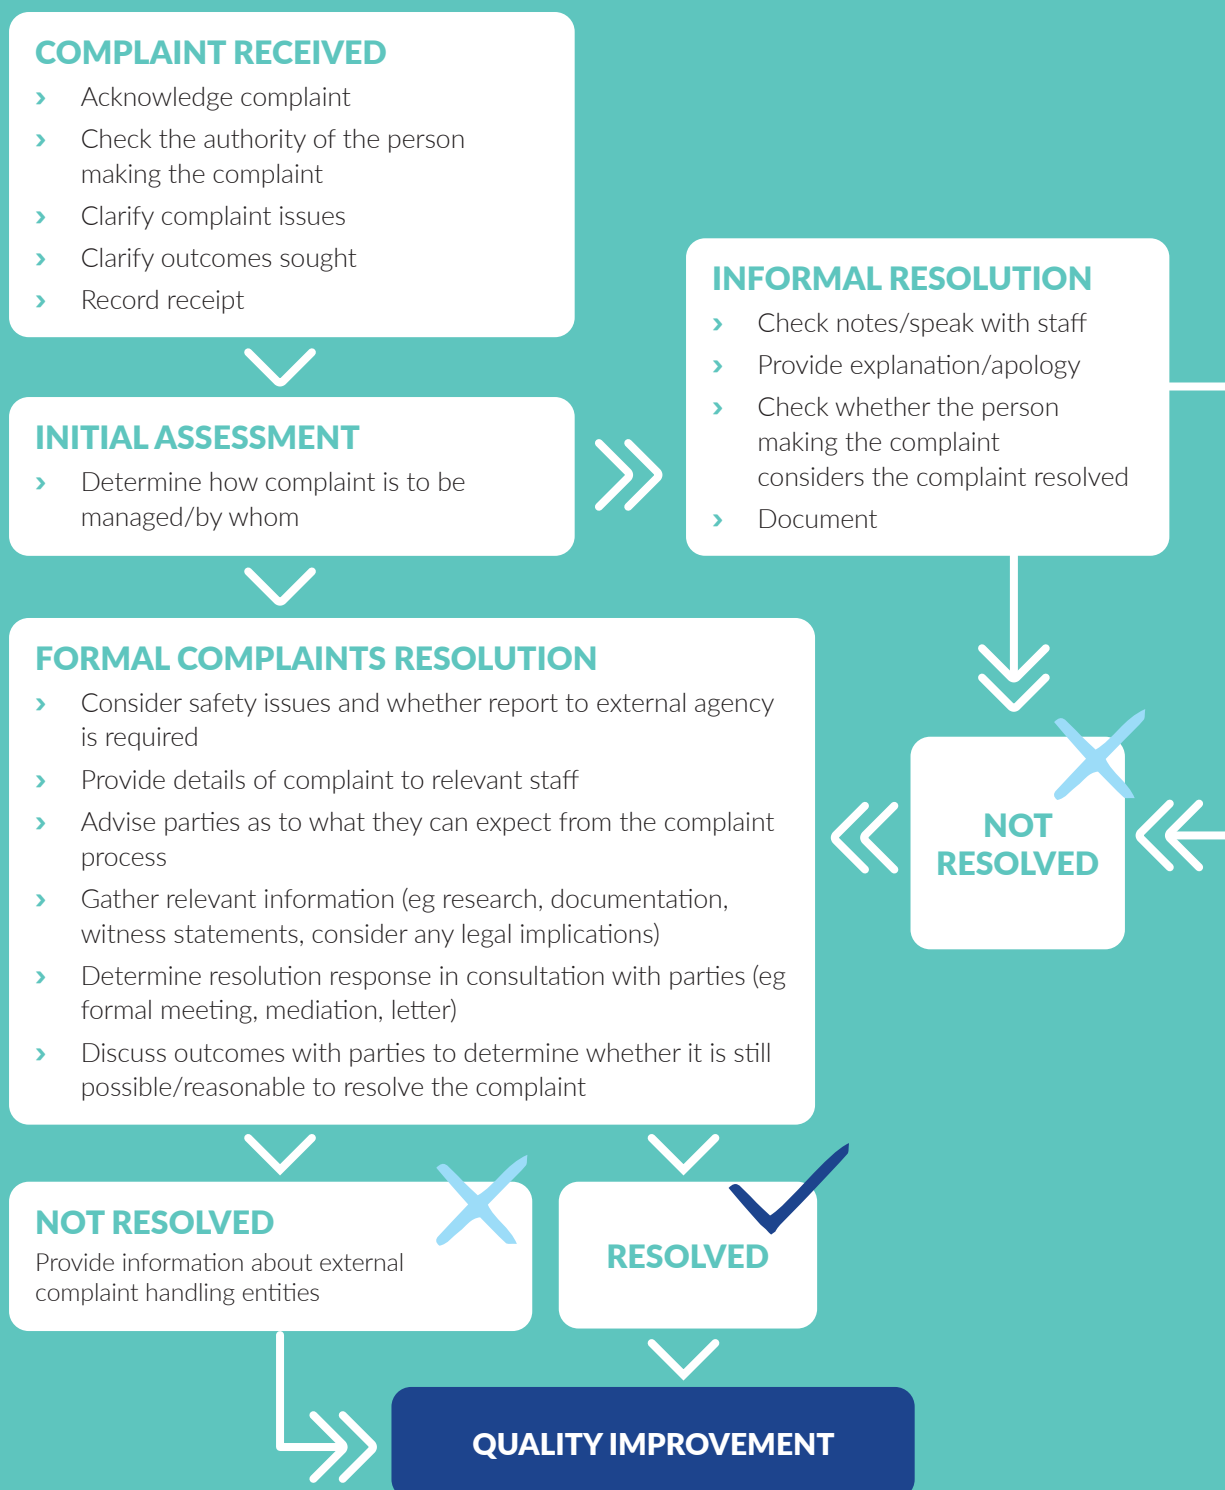 COMPLAINT RECEIVED
› Acknowledge complaint
› Check the authority of the person
making the complaint
› Clarify complaint issues
› Clarify outcomes sought
› Record receipt
INITIAL ASSESSMENT
› Determine how complaint is to be
managed/by whom
INFORMAL RESOLUTION
› Check notes/speak with staff
› Provide explanation/apology
› Check whether the person
making the complaint
considers the complaint resolved
› Document
FORMAL COMPLAINTS RESOLUTION
› Consider safety issues and whether report to external agency
is required
› Provide details of complaint to relevant staff
› Advise parties as to what they can expect from the complaint
process
› Gather relevant information (eg research, documentation,
witness statements, consider any legal implications)
› Determine resolution response in consultation with parties (eg
formal meeting, mediation, letter)
› Discuss outcomes with parties to determine whether it is still
possible/reasonable to resolve the complaint
NOT
RESOLVED
NOT RESOLVED
Provide information about external
complaint handling entities
RESOLVED
QUALITY IMPROVEMENT